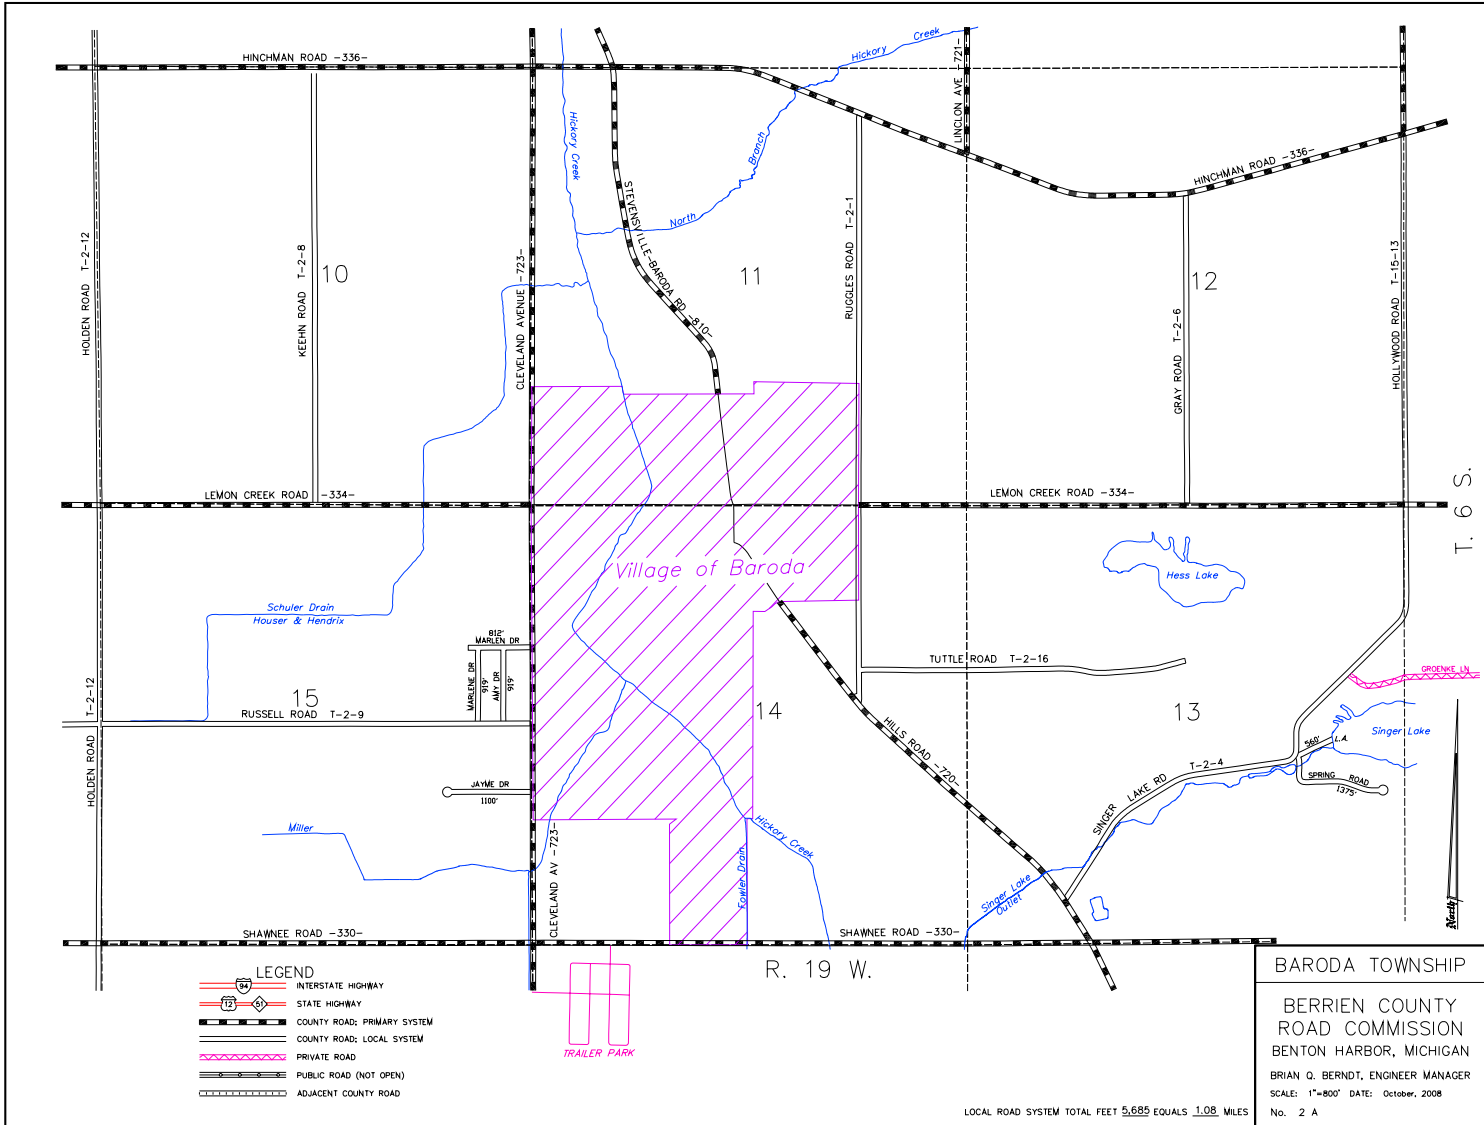 HINCHMAN ROAD -336-
Hickory Creek
LINCLON AVE -721-
Hickory Creek
Branch
North
HINCHMAN ROAD -336-
HOLDEN ROAD T-2-12
KEEHN ROAD T-2-8
10
CLEVELAND AVENUE -723-
STEVENSVILLE-BARODA RD -810-
11
RUGGLES ROAD T-2-1
12
GRAY ROAD T-2-6
HOLLYWOOD ROAD T-15-13
LEMON CREEK ROAD -334-
LEMON CREEK ROAD -334-
T. 6 S.
Village of Baroda
Hess Lake
Schuler Drain
Houser & Hendrix
812'
MARLEN DR
MARLENE DR
919'
AMY DR
919'
TUTTLE ROAD T-2-16
GROENKE LN
HOLDEN ROAD T-2-12
15
RUSSELL ROAD T-2-9
14
13
HILLS ROAD -720-
Singer Lake
560'
L.A.
SINGER LAKE RD T-2-4
SPRING ROAD
1375'
JAYME DR
1100'
Miller
CLEVELAND AV -723-
Fowler Drain
Hickory Creek
Singer Lake
Outlet
North
SHAWNEE ROAD -330-
SHAWNEE ROAD -330-
R. 19 W.
TRAILER PARK
LEGEND
94
INTERSTATE HIGHWAY
12
51
STATE HIGHWAY
COUNTY ROAD; PRIMARY SYSTEM
COUNTY ROAD; LOCAL SYSTEM
PRIVATE ROAD
PUBLIC ROAD (NOT OPEN)
ADJACENT COUNTY ROAD
LOCAL ROAD SYSTEM TOTAL FEET 5,685 EQUALS 1.08 MILES
BARODA TOWNSHIP
BERRIEN COUNTY
ROAD COMMISSION
BENTON HARBOR, MICHIGAN
BRIAN Q. BERNDT, ENGINEER MANAGER
SCALE: 1"=800' DATE: October, 2008
No. 2 A